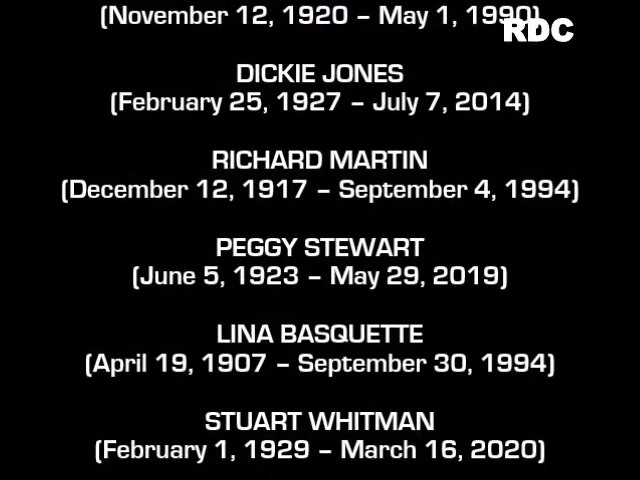 (November 12, 1920 – May 1, 1990)
RDC
DICKIE JONES
(February 25, 1927 – July 7, 2014)
RICHARD MARTIN
(December 12, 1917 – September 4, 1994)
PEGGY STEWART
(June 5, 1923 – May 29, 2019)
LINA BASQUETTE
(April 19, 1907 – September 30, 1994)
STUART WHITMAN
(February 1, 1929 – March 16, 2020)